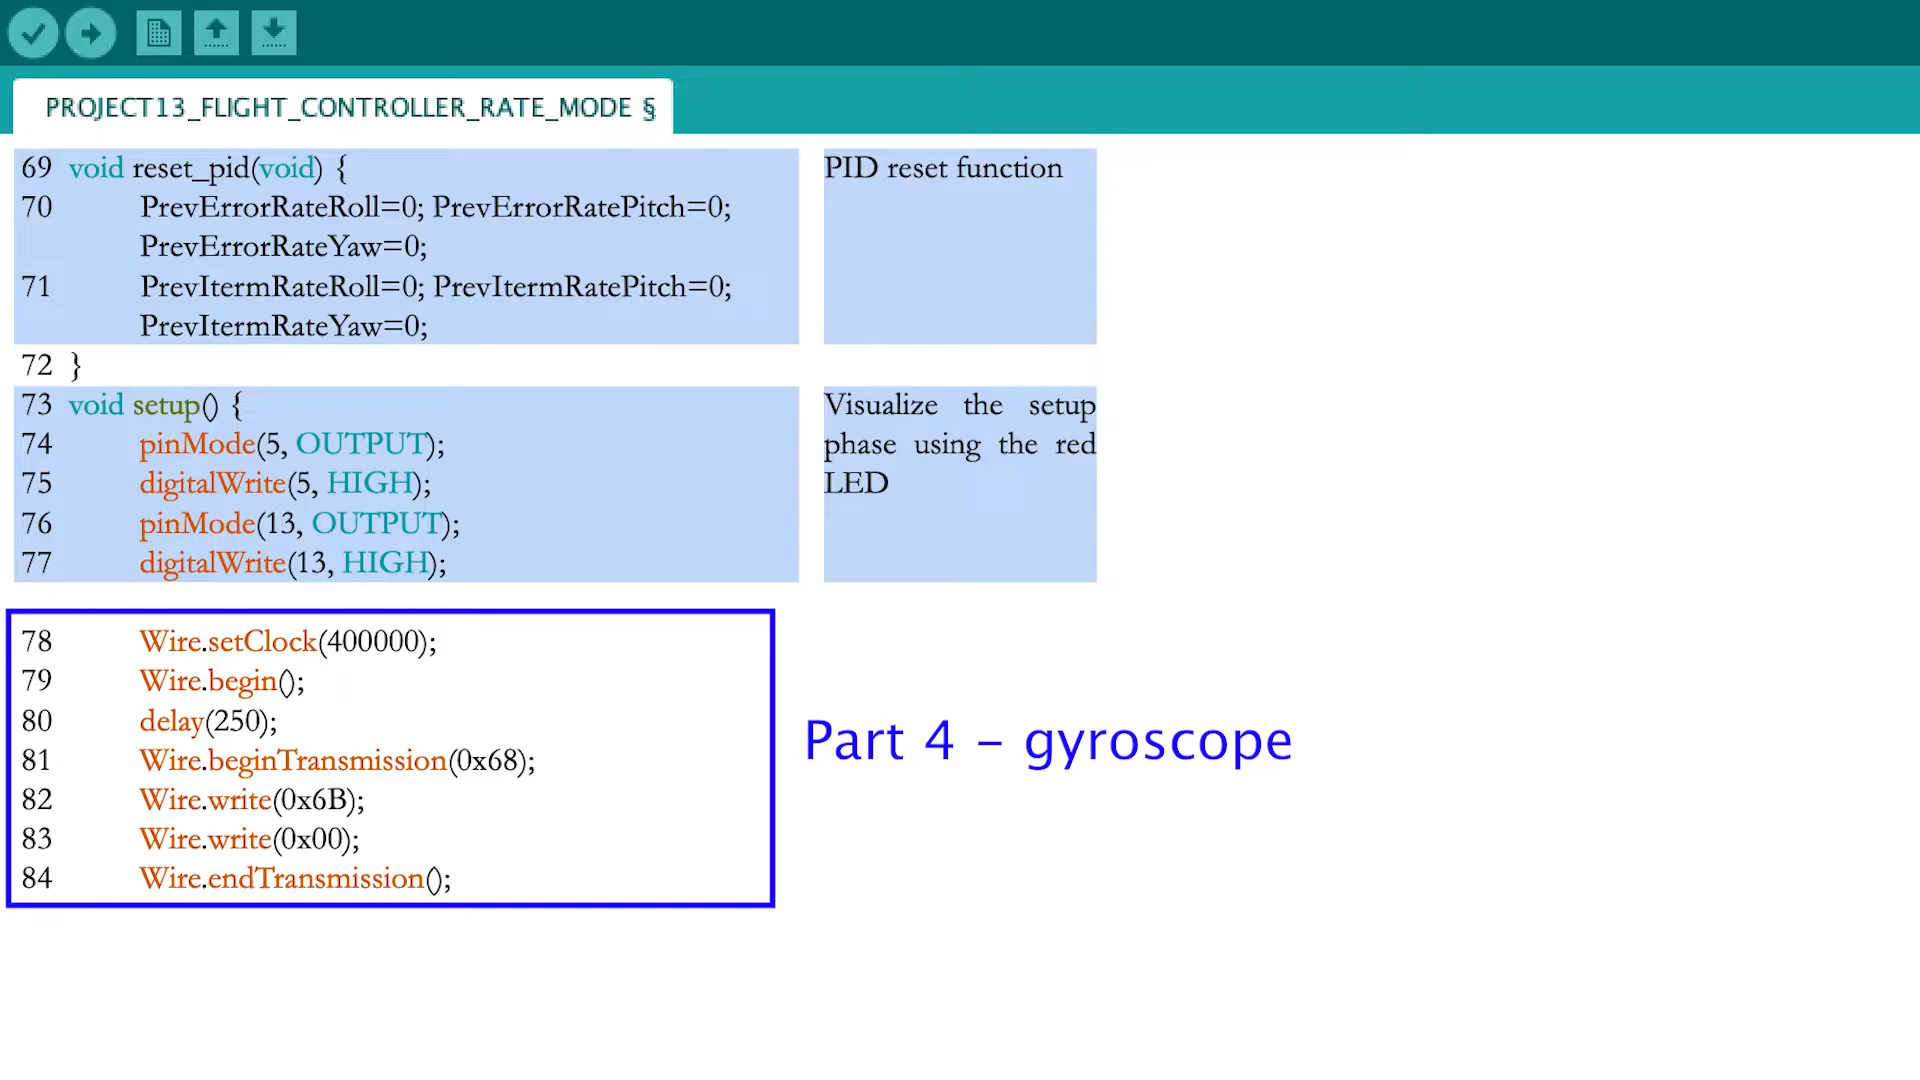 PROJECT13_FLIGHT_CONTROLLER_RATE_MODE §
69 void reset_pid(void) { PID reset function
70 PrevErrorRateRoll=0; PrevErrorRatePitch=0;
PrevErrorRateYaw=0;
71 PrevItermRateRoll=0; PrevItermRatePitch=0;
PrevItermRateYaw=0;
72 }
73 void setup() { Visualize the setup
74 pinMode(5, OUTPUT); phase using the red
75 digitalWrite(5, HIGH); LED
76 pinMode(13, OUTPUT);
77 digitalWrite(13, HIGH);
78 Wire.setClock(400000);
79 Wire.begin();
80 delay(250);
81 Wire.beginTransmission(0x68);
Part 4 - gyroscope
82 Wire.write(0x6B);
83 Wire.write(0x00);
84 Wire.endTransmission();